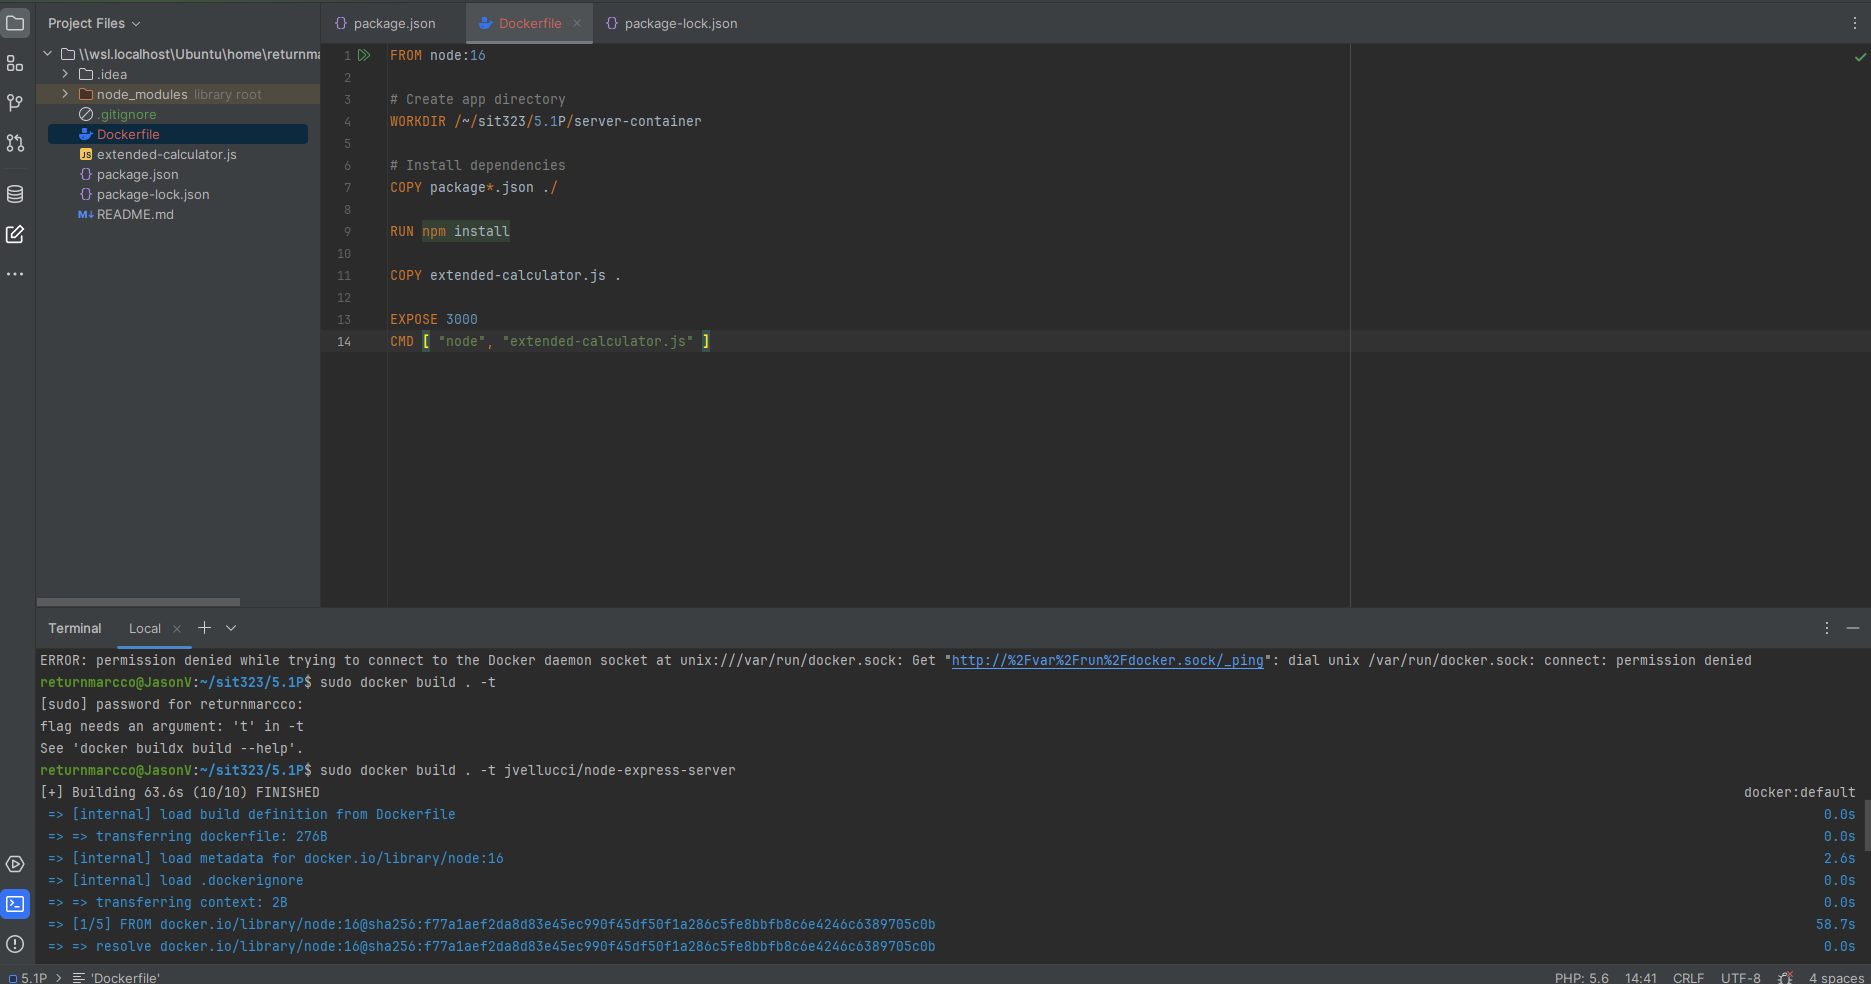 Project Files
package.json
Dockerfile
package-lock.json
\\wsl.localhost\Ubuntu\home\returnma
.idea
node_modules library root
.gitignore
Dockerfile
extended-calculator.js
package.json
package-lock.json
README.md
1 FROM node:16
2
3 # Create app directory
4 WORKDIR /~/sit323/5.1P/server-container
5
6 # Install dependencies
7 COPY package*.json ./
8
9 RUN npm install
10
11 COPY extended-calculator.js .
12
13 EXPOSE 3000
14 CMD [ "node", "extended-calculator.js" ]
Terminal Local
ERROR: permission denied while trying to connect to the Docker daemon socket at unix:///var/run/docker.sock: Get "http://%2Fvar%2Frun%2Fdocker.sock/_ping": dial unix /var/run/docker.sock: connect: permission denied
returnmarcco@JasonV:~/sit323/5.1P$ sudo docker build . -t
[sudo] password for returnmarcco:
flag needs an argument: 't' in -t
See 'docker buildx build --help'.
returnmarcco@JasonV:~/sit323/5.1P$ sudo docker build . -t jvellucci/node-express-server
[+] Building 63.6s (10/10) FINISHED docker:default
=> [internal] load build definition from Dockerfile 0.0s
=> => transferring dockerfile: 276B 0.0s
=> [internal] load metadata for docker.io/library/node:16 2.6s
=> [internal] load .dockerignore 0.0s
=> => transferring context: 2B 0.0s
=> [1/5] FROM docker.io/library/node:16@sha256:f77a1aef2da8d83e45ec990f45df50f1a286c5fe8bbfb8c6e4246c6389705c0b 58.7s
=> => resolve docker.io/library/node:16@sha256:f77a1aef2da8d83e45ec990f45df50f1a286c5fe8bbfb8c6e4246c6389705c0b 0.0s
5.1P > 'Dockerfile' PHP: 5.6 14:41 CRLF UTF-8 4 spaces